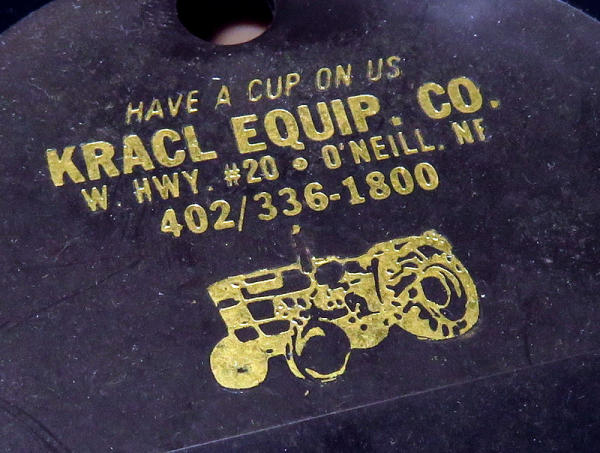 HAVE A CUP ON US
KRACL EQUIP. CO.
W. HWY. #20 • O'NEILL, NE
402/336-1800